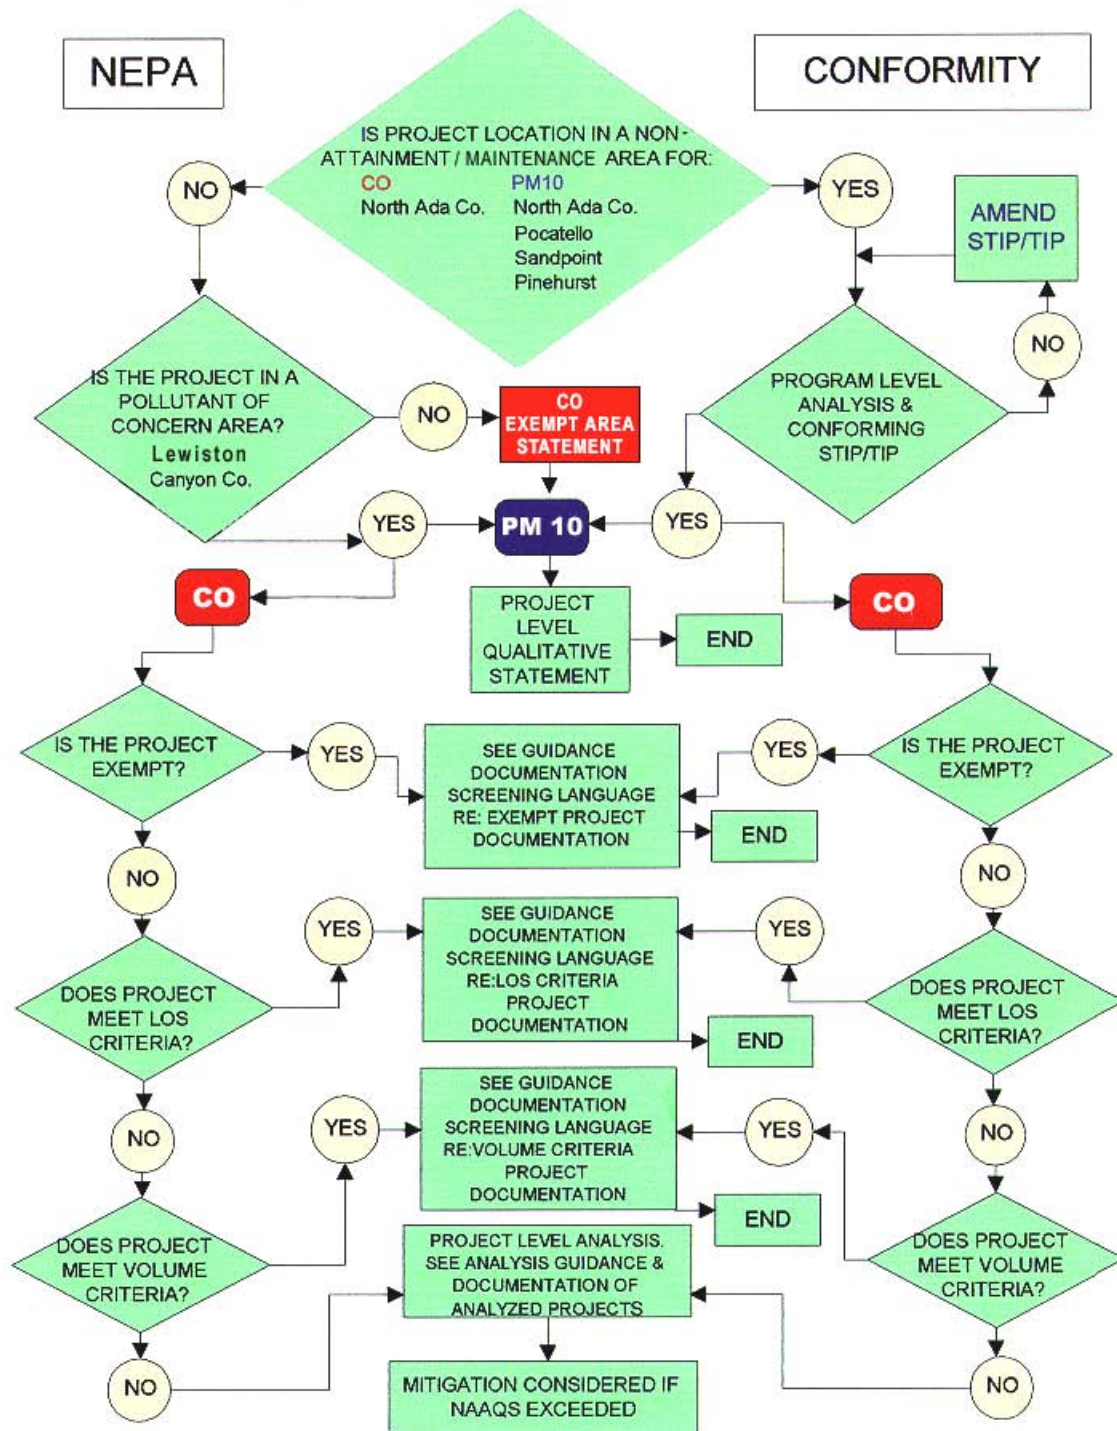 NEPA
CONFORMITY
IS PROJECT LOCATION IN A NON-
ATTAINMENT / MAINTENANCE AREA FOR:
CO PM10
North Ada Co. North Ada Co.
Pocatello
Sandpoint
Pinehurst
NO
YES
AMEND
STIP/TIP
NO
IS THE PROJECT IN A
POLLUTANT OF
CONCERN AREA?
Lewiston
Canyon Co.
NO
CO
EXEMPT AREA
STATEMENT
PROGRAM LEVEL
ANALYSIS &
CONFORMING
STIP/TIP
YES
PM 10
YES
CO
PROJECT
LEVEL
QUALITATIVE
STATEMENT
END
CO
IS THE PROJECT
EXEMPT?
YES
SEE GUIDANCE
DOCUMENTATION
SCREENING LANGUAGE
RE: EXEMPT PROJECT
DOCUMENTATION
YES
IS THE PROJECT
EXEMPT?
END
NO
NO
DOES PROJECT
MEET LOS
CRITERIA?
YES
SEE GUIDANCE
DOCUMENTATION
SCREENING LANGUAGE
RE:LOS CRITERIA
PROJECT
DOCUMENTATION
YES
DOES PROJECT
MEET LOS
CRITERIA?
END
NO
NO
YES
SEE GUIDANCE
DOCUMENTATION
SCREENING LANGUAGE
RE:VOLUME CRITERIA
PROJECT
DOCUMENTATION
YES
END
DOES PROJECT
MEET VOLUME
CRITERIA?
PROJECT LEVEL ANALYSIS.
SEE ANALYSIS GUIDANCE &
DOCUMENTATION OF
ANALYZED PROJECTS
DOES PROJECT
MEET VOLUME
CRITERIA?
NO
NO
MITIGATION CONSIDERED IF
NAAQS EXCEEDED